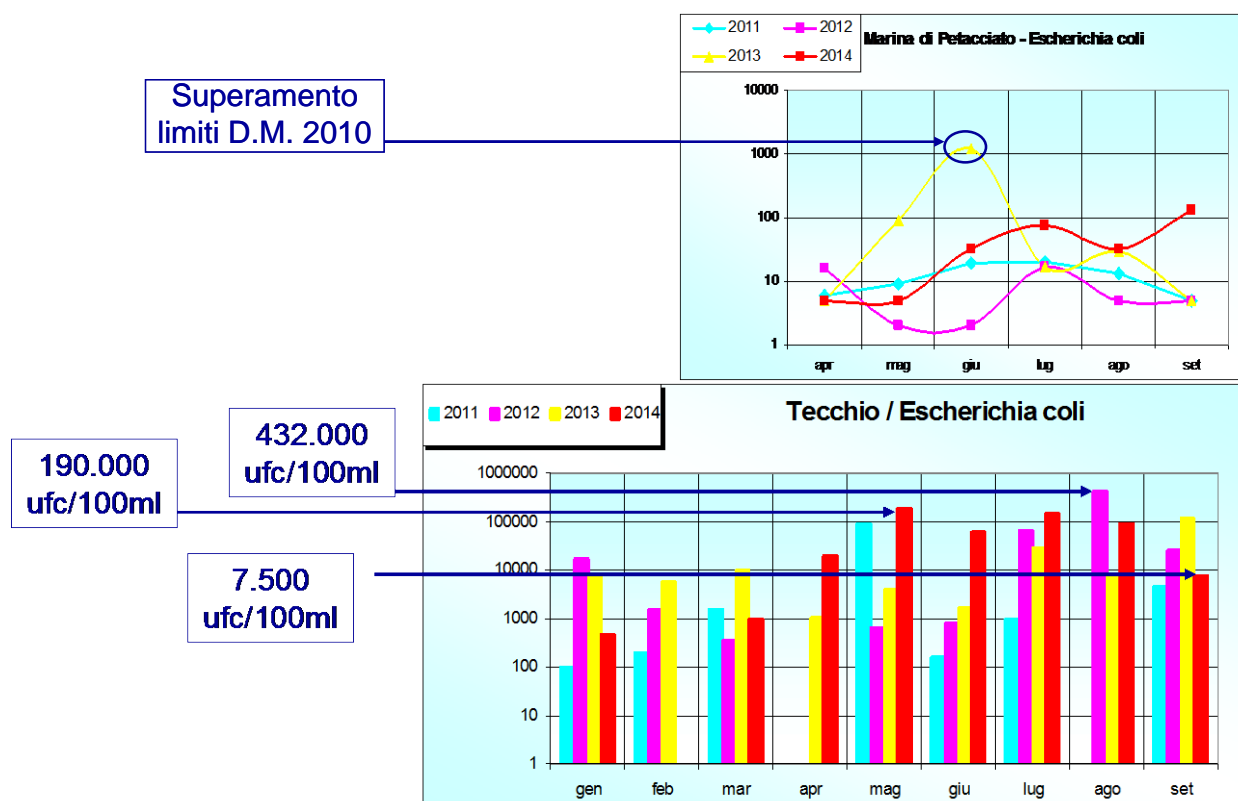 2011 2012
2013 2014
Marina di Petacciato - Escherichia coli
Superamento
limiti D.M. 2010
10000
1000
100
10
1
apr mag giu lug ago set
2011 2012 2013 2014
Tecchio / Escherichia coli
432.000
ufc/100ml
190.000
ufc/100ml
7.500
ufc/100ml
1000000
100000
10000
1000
100
10
1
gen feb mar apr mag giu lug ago set